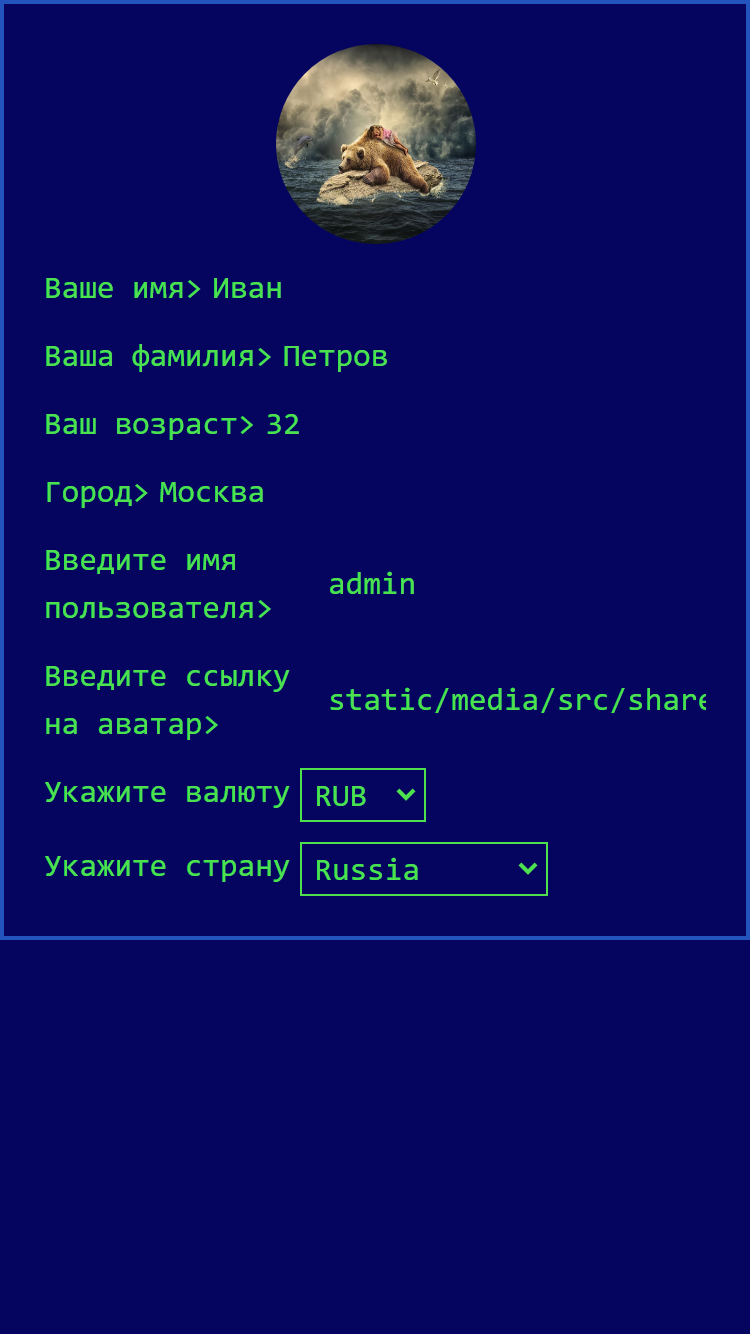 Ваше имя> Иван
Ваша фамилия> Петров
Ваш возраст> 32
Город> Москва
Введите имя
пользователя>
admin
Введите ссылку
на аватар>
static/media/src/share
Укажите валюту RUB
Укажите страну Russia